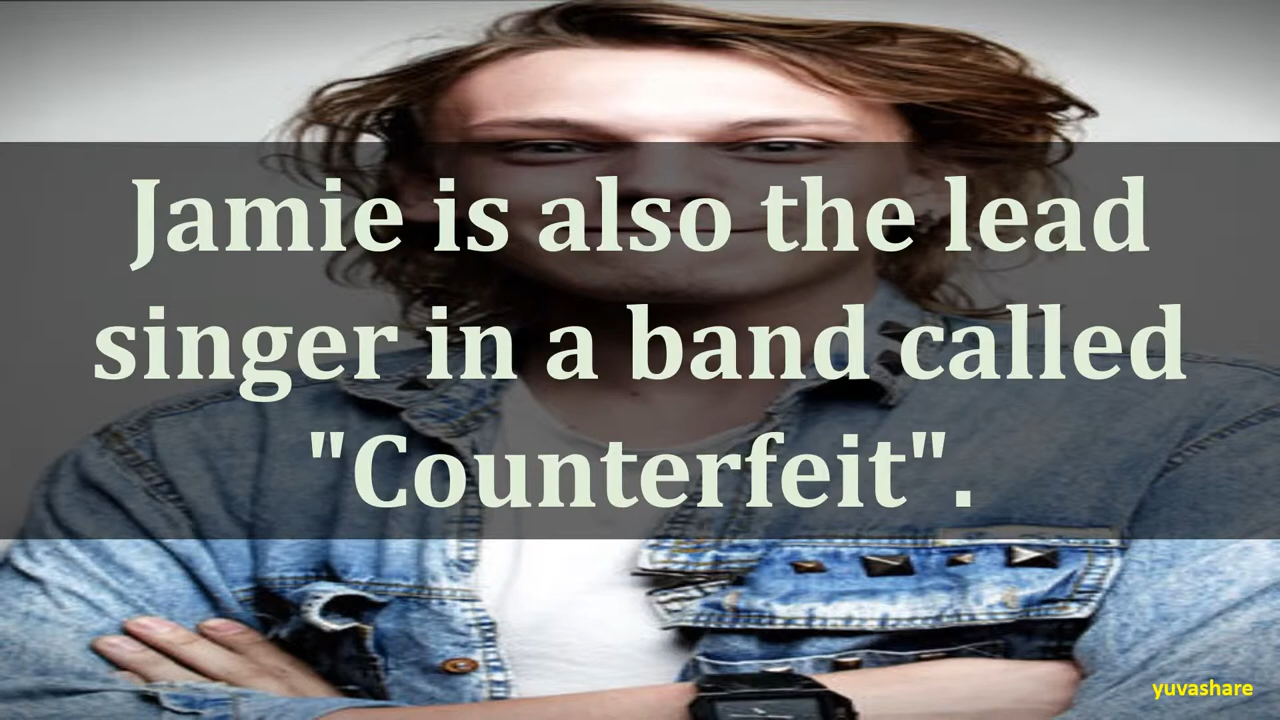 Jamie is also the lead
singer in a band called
"Counterfeit".
yuvashare